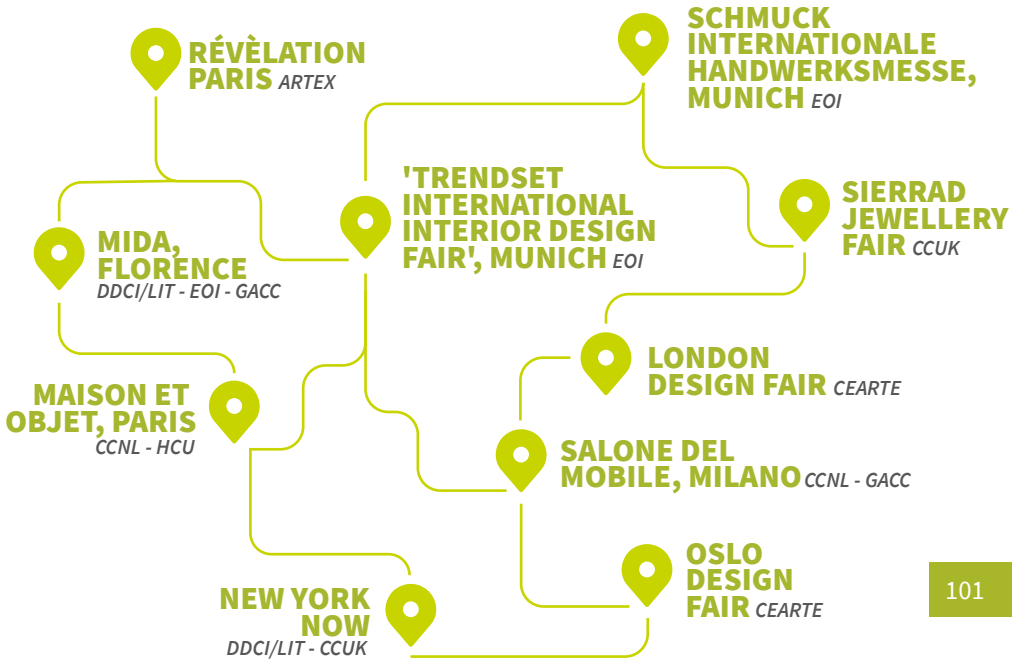 RÉVÈLATION
PARIS ARTEX
SCHMUCK
INTERNATIONALE
HANDWERKSMESSE,
MUNICH EOI
'TRENDSET
INTERNATIONAL
INTERIOR DESIGN
FAIR', MUNICH EOI
SIERRAD
JEWELLERY
FAIR CCUK
MIDA,
FLORENCE
DDCI/LIT - EOI - GACC
LONDON
DESIGN FAIR CEARTE
MAISON ET
OBJET, PARIS
CCNL - HCU
SALONE DEL
MOBILE, MILANO CCNL - GACC
OSLO
DESIGN
FAIR CEARTE
NEW YORK
NOW
DDCI/LIT - CCUK
101